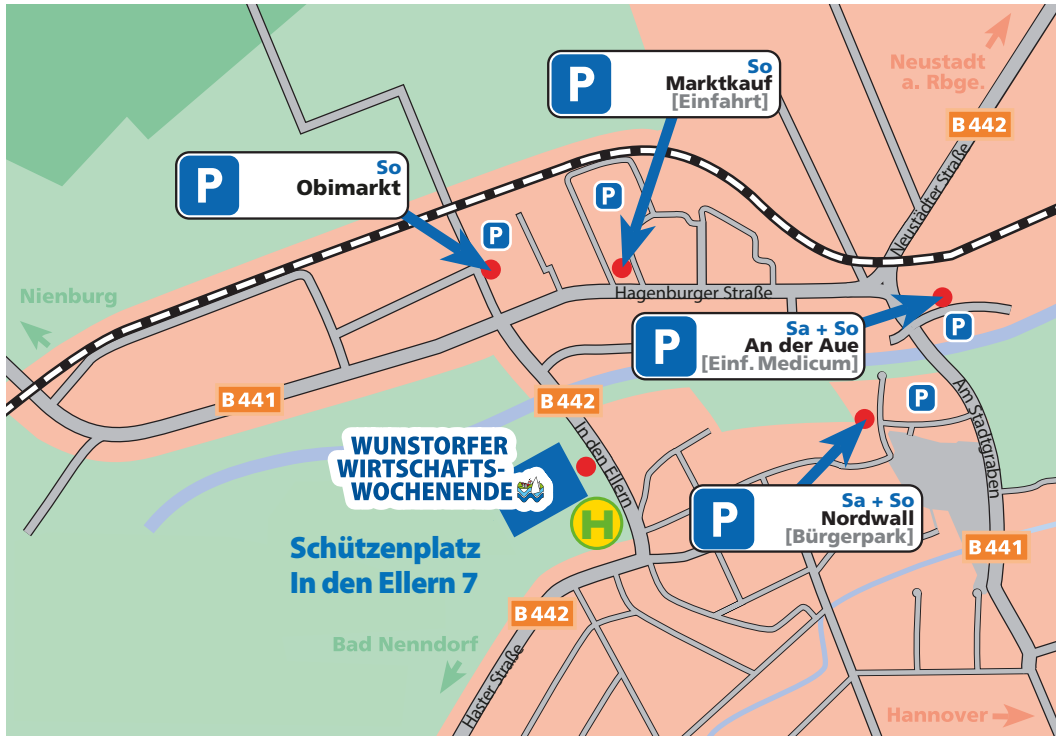 Neustadt
a. Rbge.
B 442
Neustädter Straße
P
So
Marktkauf
[Einfahrt]
P
So
Obimarkt
P
P
Nienburg
Hagenburger Straße
P
Sa + So
An der Aue
[Einf. Medicum]
P
B 441
B 442
In den Ellern
P
Am Stadtgraben
WUNSTORFER
WIRTSCHAFTS-
WOCHENENDE
H
P
Sa + So
Nordwall
[Bürgerpark]
Schützenplatz
In den Ellern 7
B 441
B 442
Bad Nenndorf
Haster Straße
Hannover